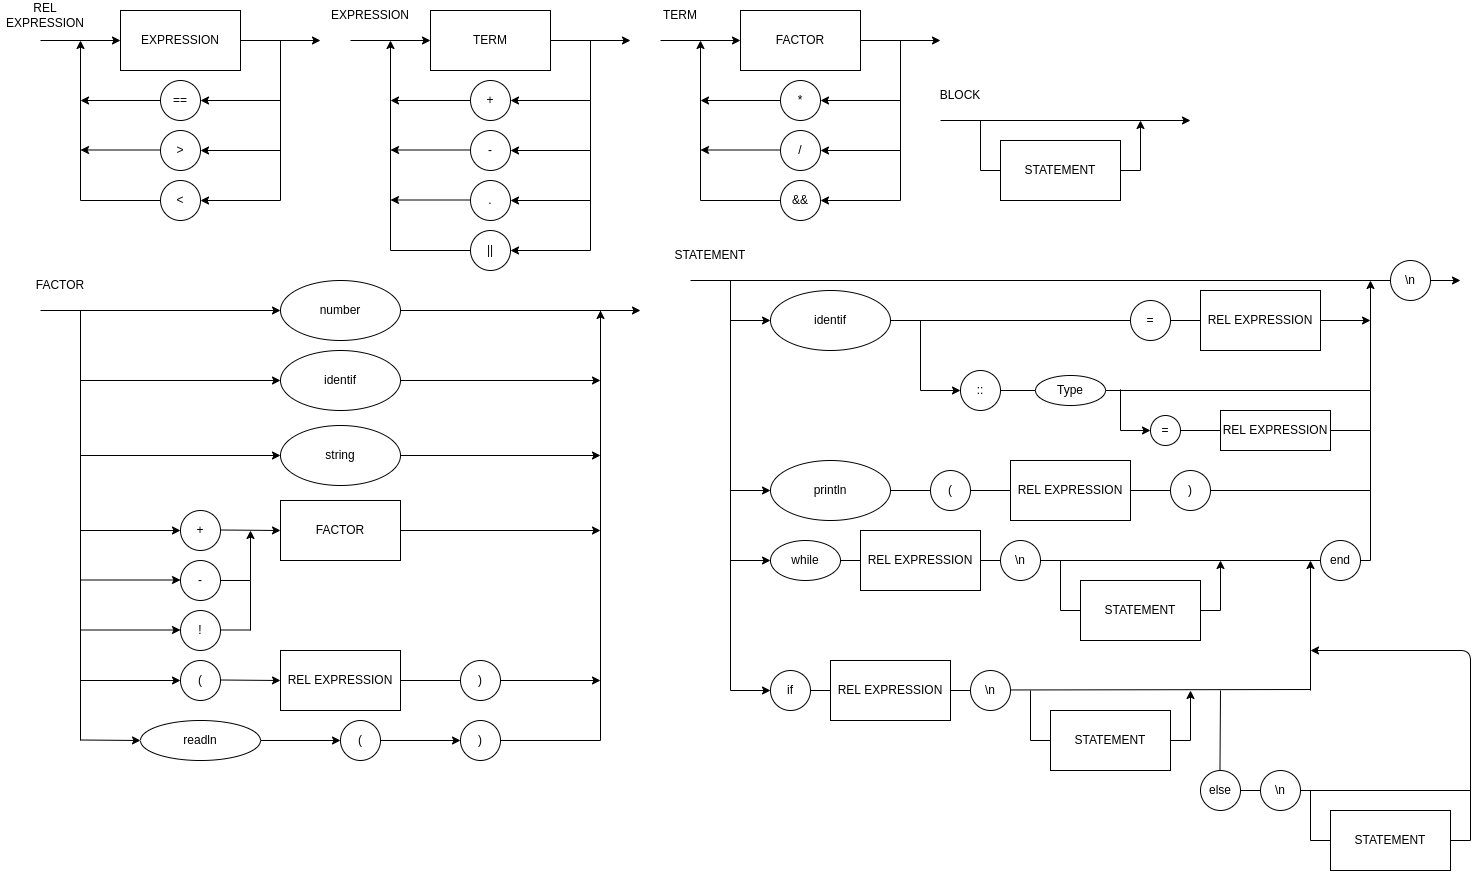 REL
EXPRESSION
EXPRESSION
==
>
<
EXPRESSION
TERM
+
-
.
||
TERM
FACTOR
*
/
&&
BLOCK
STATEMENT
FACTOR
number
identif
string
+
FACTOR
-
!
(
REL EXPRESSION
)
readln
(
)
STATEMENT
\n
identif
=
REL EXPRESSION
::
Type
=
REL EXPRESSION
println
(
REL EXPRESSION
)
while
REL EXPRESSION
\n
end
STATEMENT
if
REL EXPRESSION
\n
STATEMENT
else
\n
STATEMENT